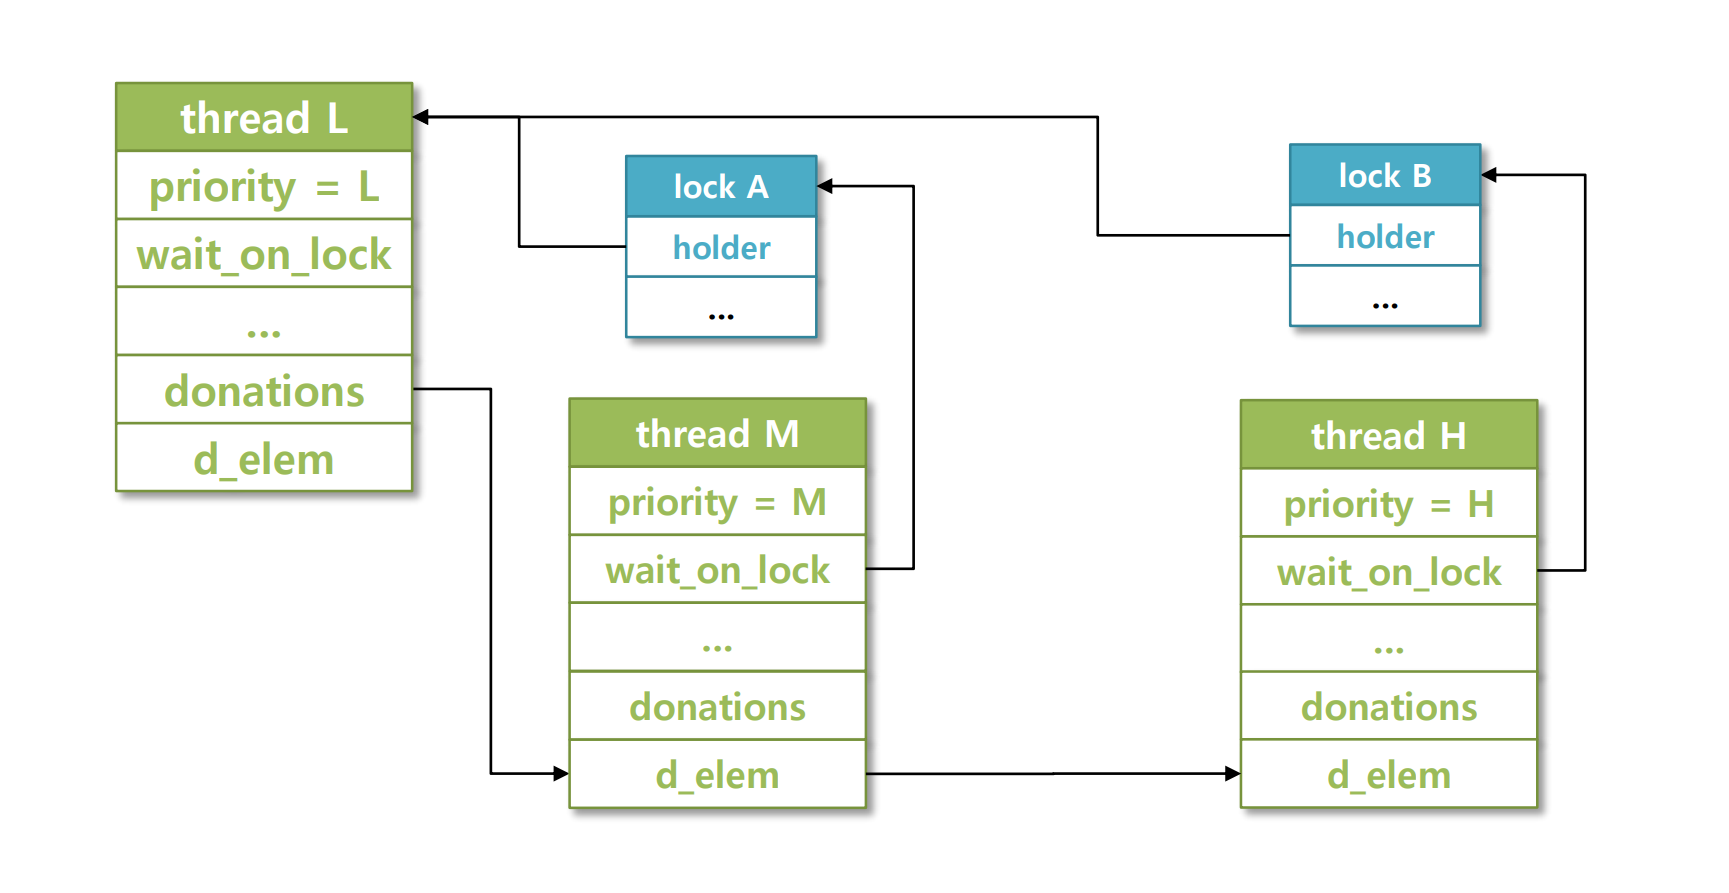 thread L
priority = L
wait_on_lock
...
donations
d_elem
lock A
holder
...
lock B
holder
...
thread M
priority = M
wait_on_lock
...
donations
d_elem
thread H
priority = H
wait_on_lock
...
donations
d_elem